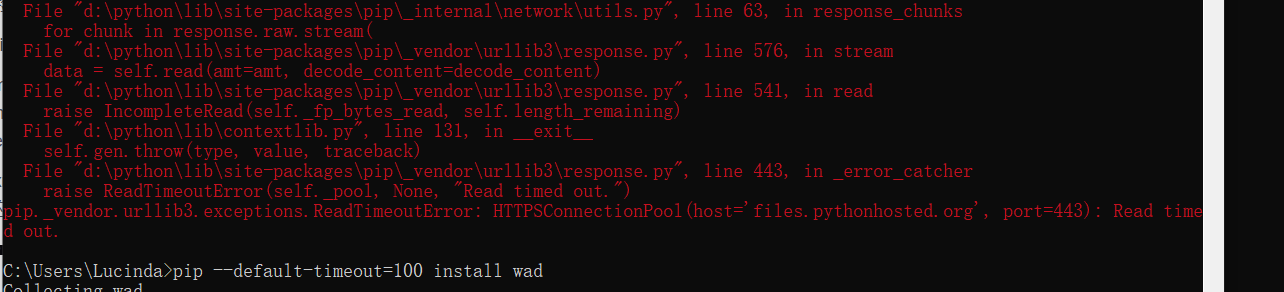 File "d:\python\lib\site-packages\pip\_internal\network\utils.py", line 63, in response_chunks
for chunk in response.raw.stream(
File "d:\python\lib\site-packages\pip\_vendor\urllib3\response.py", line 576, in stream
data = self.read(amt=amt, decode_content=decode_content)
File "d:\python\lib\site-packages\pip\_vendor\urllib3\response.py", line 541, in read
raise IncompleteRead(self._fp_bytes_read, self.length_remaining)
File "d:\python\lib\contextlib.py", line 131, in __exit__
self.gen.throw(type, value, traceback)
File "d:\python\lib\site-packages\pip\_vendor\urllib3\response.py", line 443, in _error_catcher
raise ReadTimeoutError(self._pool, None, "Read timed out.")
pip._vendor.urllib3.exceptions.ReadTimeoutError: HTTPSConnectionPool(host='files.pythonhosted.org', port=443): Read time
d out.
C:\Users\Lucinda>pip --default-timeout=100 install wad
Collecting wad